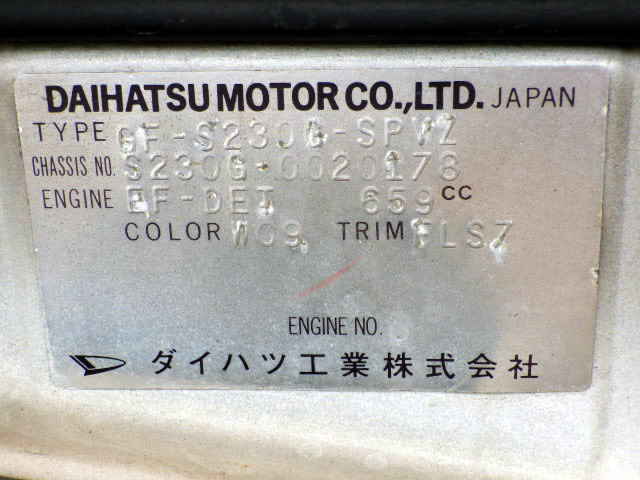 DAIHATSU MOTOR CO., LTD. JAPAN
TYPE GF-S230G-SPVZ
CHASSIS NO. S230G-0020178
ENGINE EF-DET 659 CC
COLOR W09 TRIM FLS7
ENGINE NO.
ダイハツ工業株式会社